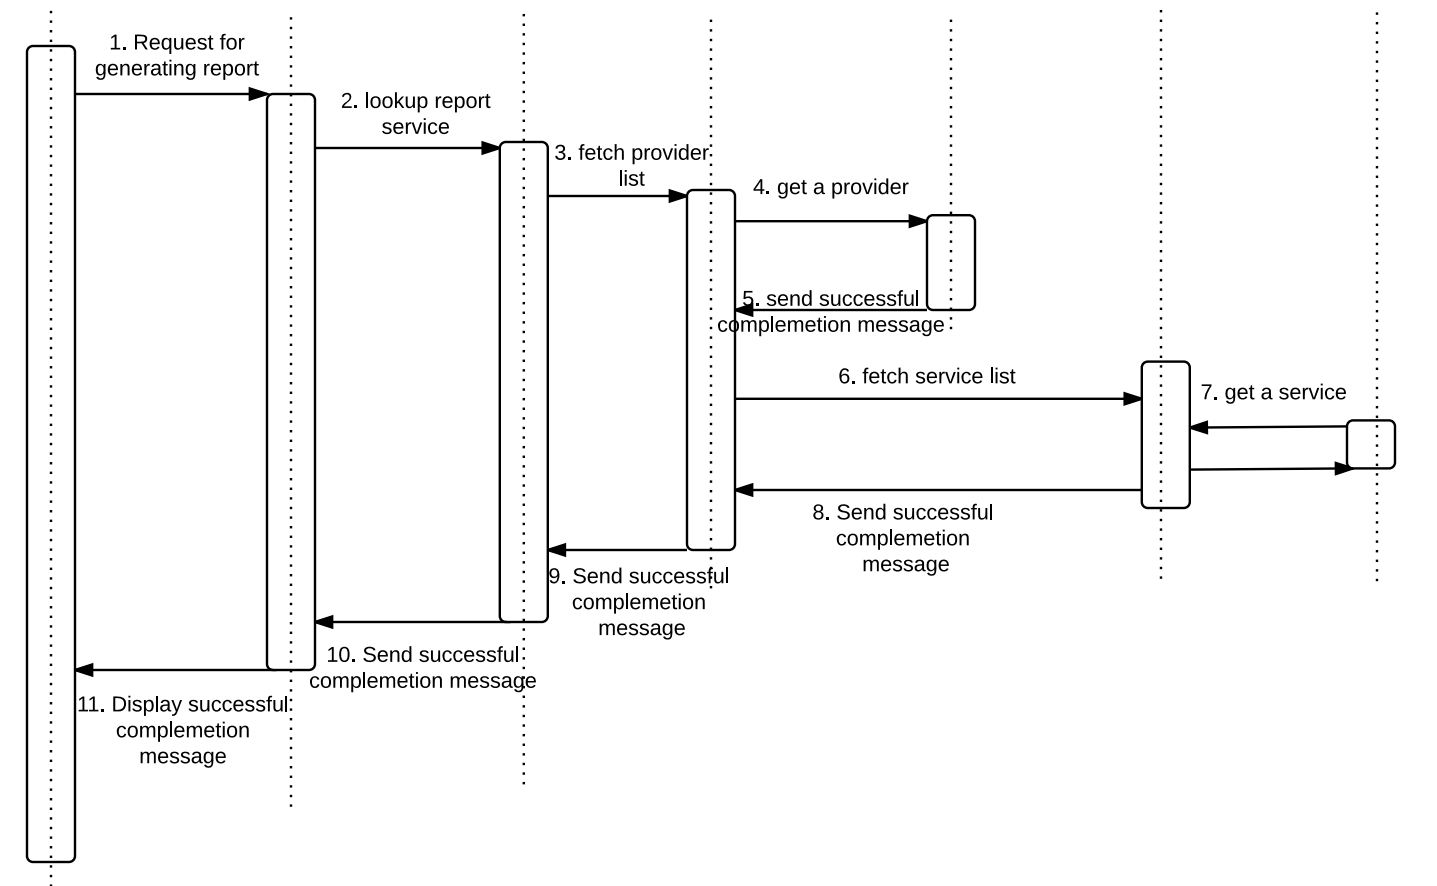 1. Request for
generating report
2. lookup report
service
3. fetch provider
list
4. get a provider
5. send successful
complemetion message
6. fetch service list
7. get a service
8. Send successful
complemetion
message
9. Send successful
complemetion
message
10. Send successful
complemetion message
11. Display successful
complemetion
message